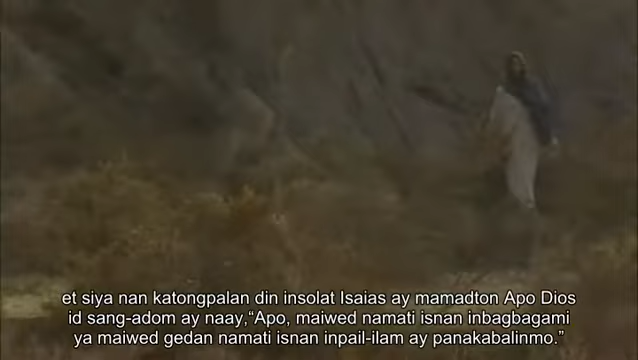 et siya nan katongpalan din insolat Isaias ay mamadton Apo Dios
id sang-adom ay naay,“Apo, maiwed namati isnan inbagbagami
ya maiwed gedan namati isnan inpail-ilam ay panakabalinmo.”